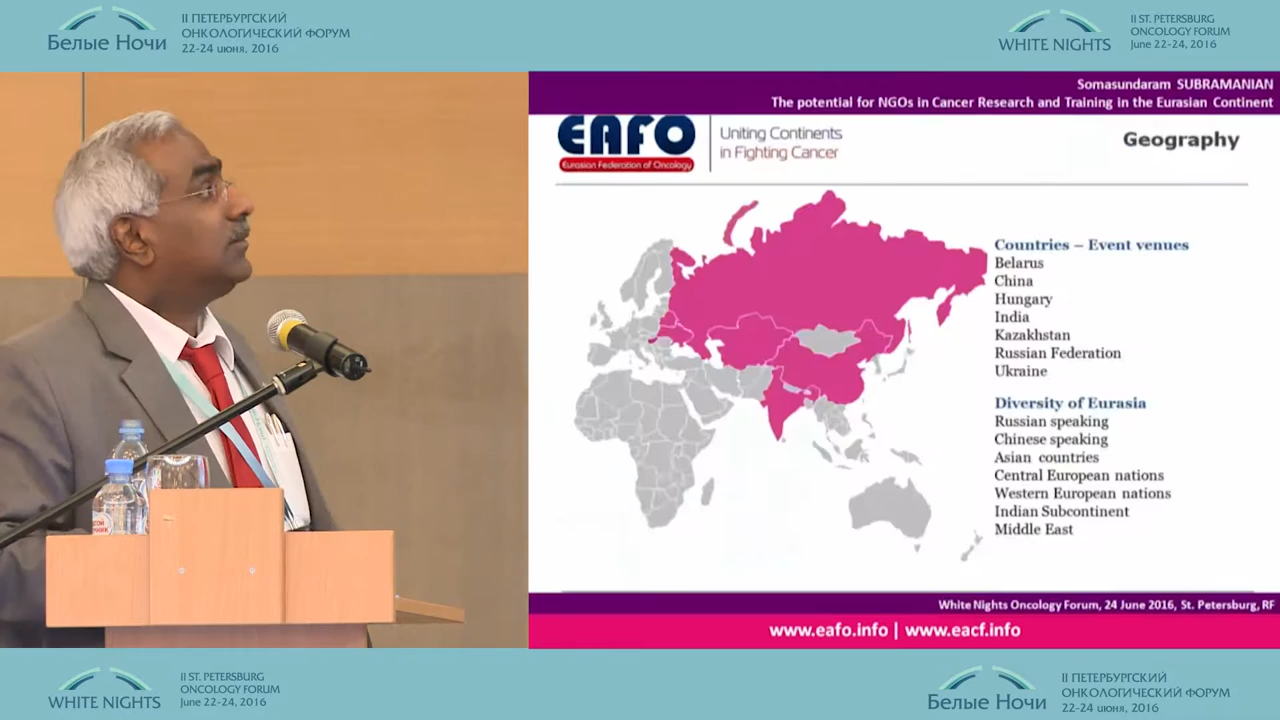 II ПЕТЕРБУРГСКИЙ
ОНКОЛОГИЧЕСКИЙ ФОРУМ
Белые Ночи
22-24 июня, 2016
II ST. PETERSBURG
ONCOLOGY FORUM
WHITE NIGHTS
June 22-24, 2016
Somasundaram SUBRAMANIAN
The potential for NGOs in Cancer Research and Training in the Eurasian Continent
EAFO
Eurasian Federation of Oncology
Uniting Continents
in Fighting Cancer
Geography
Countries – Event venues
Belarus
China
Hungary
India
Kazakhstan
Russian Federation
Ukraine
Diversity of Eurasia
Russian speaking
Chinese speaking
Asian countries
Central European nations
Western European nations
Indian Subcontinent
Middle East
White Nights Oncology Forum, 24 June 2016, St. Petersburg, RF
www.eafo.info | www.eacf.info
II ST. PETERSBURG
ONCOLOGY FORUM
WHITE NIGHTS
June 22-24, 2016
II ПЕТЕРБУРГСКИЙ
ОНКОЛОГИЧЕСКИЙ ФОРУМ
Белые Ночи
22-24 июня, 2016